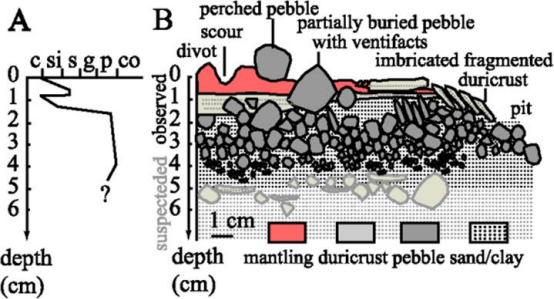 A
c si s g p co
0
1
2
3
4
5
6
?
depth
(cm)
B
perched pebble
scour
divot
partially buried pebble
with ventifacts
imbricated fragmented
duricrust
pit
0
1
2
3
4
5
6
observed
suspecteded
1 cm
depth
(cm)
mantling duricrust pebble sand/clay